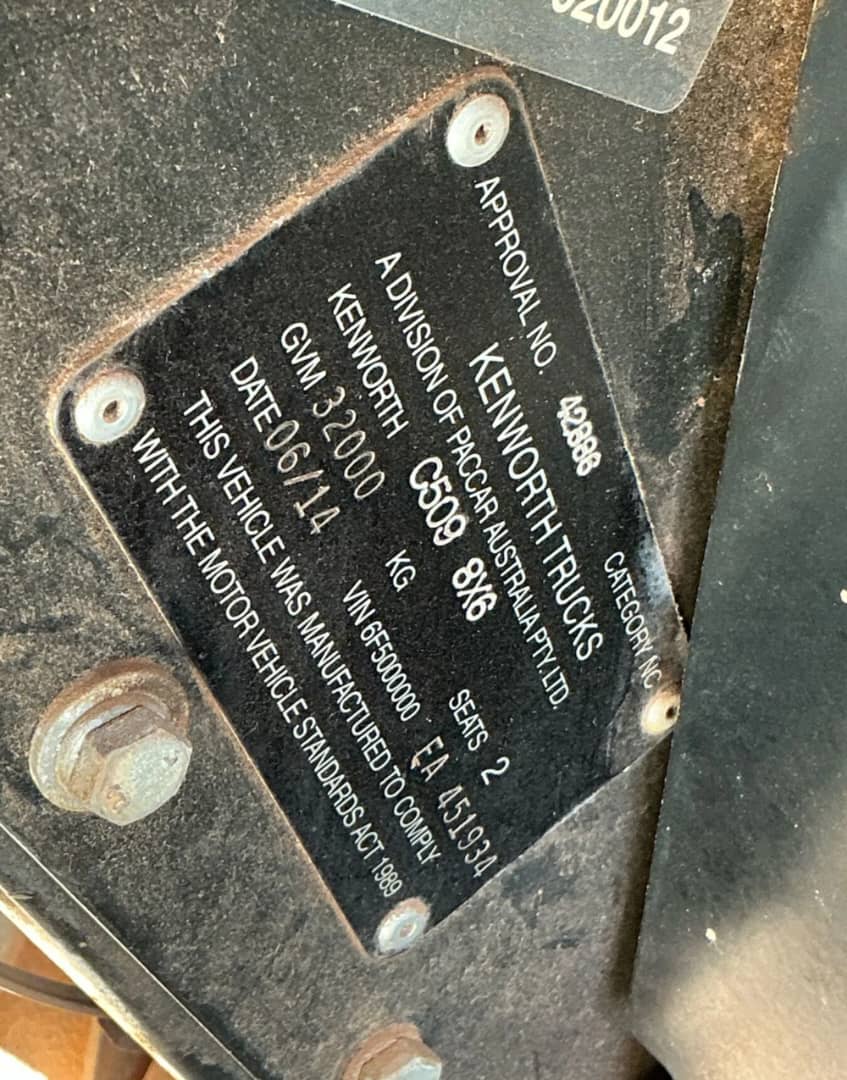 APPROVAL NO. 42886 CATEGORY NC
KENWORTH TRUCKS
A DIVISION OF PACCAR AUSTRALIA PTY. LTD.
KENWORTH C509 8X6 SEATS 2
GVM 32000 KG
DATE 06/14 VIN 6F5000000 EA 451934
THIS VEHICLE WAS MANUFACTURED TO COMPLY
WITH THE MOTOR VEHICLE STANDARDS ACT 1989